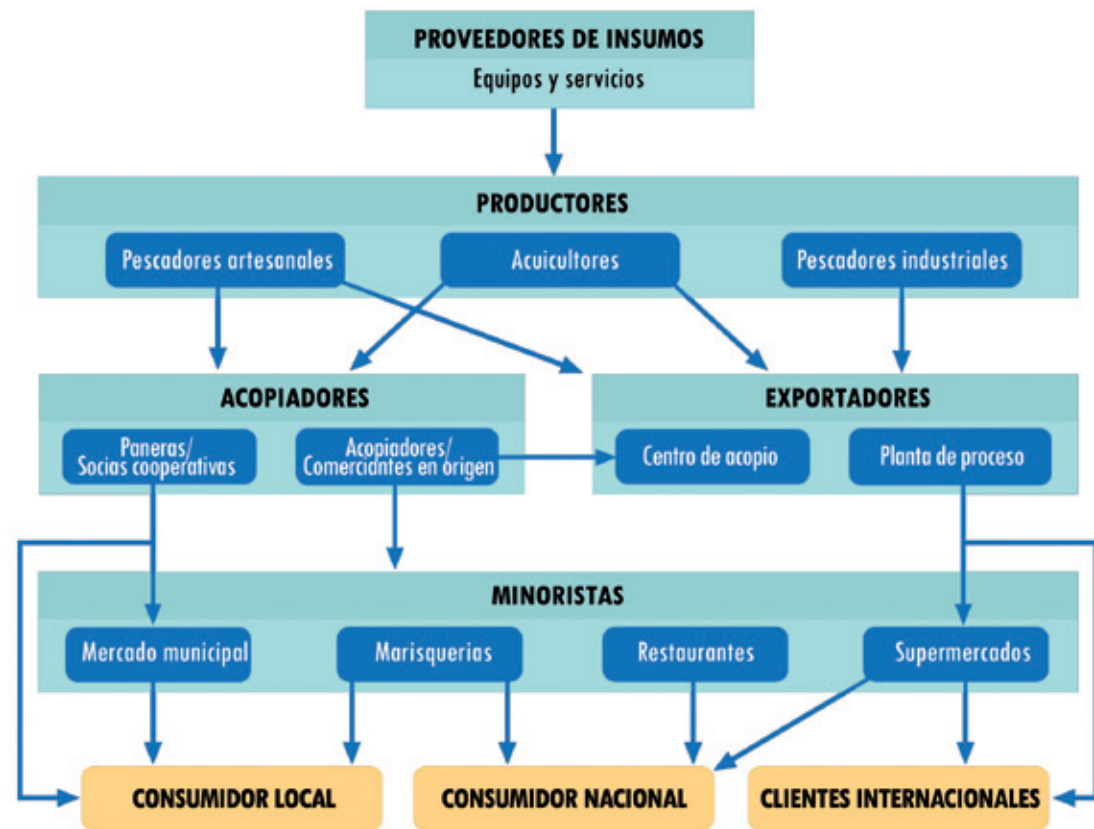 PROVEEDORES DE INSUMOS
Equipos y servicios
PRODUCTORES
Pescadores artesanales
Acuicultores
Pescadores industriales
ACOPIADORES
Paneras/
Socias cooperativas
Acopiadores/
Comerciantes en origen
EXPORTADORES
Centro de acopio
Planta de proceso
MINORISTAS
Mercado municipal
Marisquerias
Restaurantes
Supermercados
CONSUMIDOR LOCAL
CONSUMIDOR NACIONAL
CLIENTES INTERNACIONALES